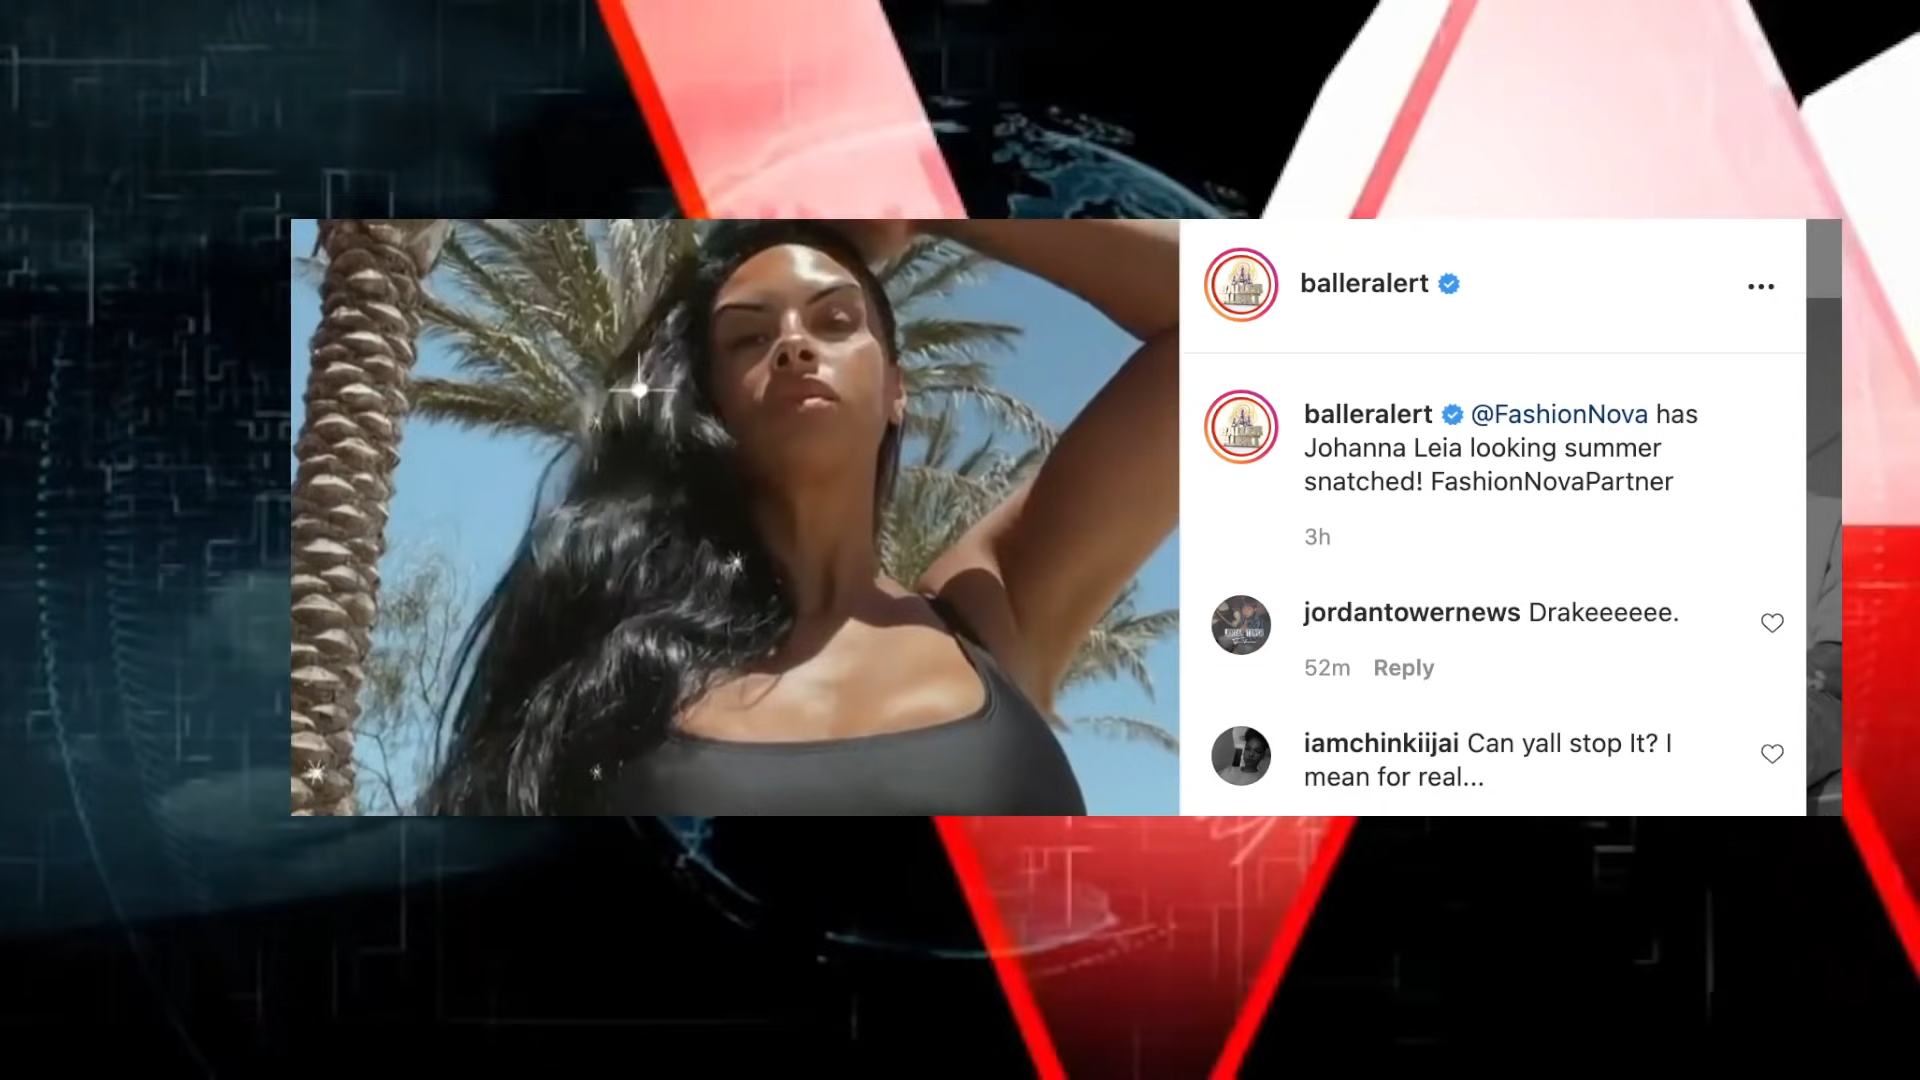 balleralert
balleralert @FashionNova has
Johanna Leia looking summer
snatched! FashionNovaPartner
3h
jordantowernews Drakeeeeee.
52m Reply
iamchinkiijai Can yall stop It? I
mean for real...